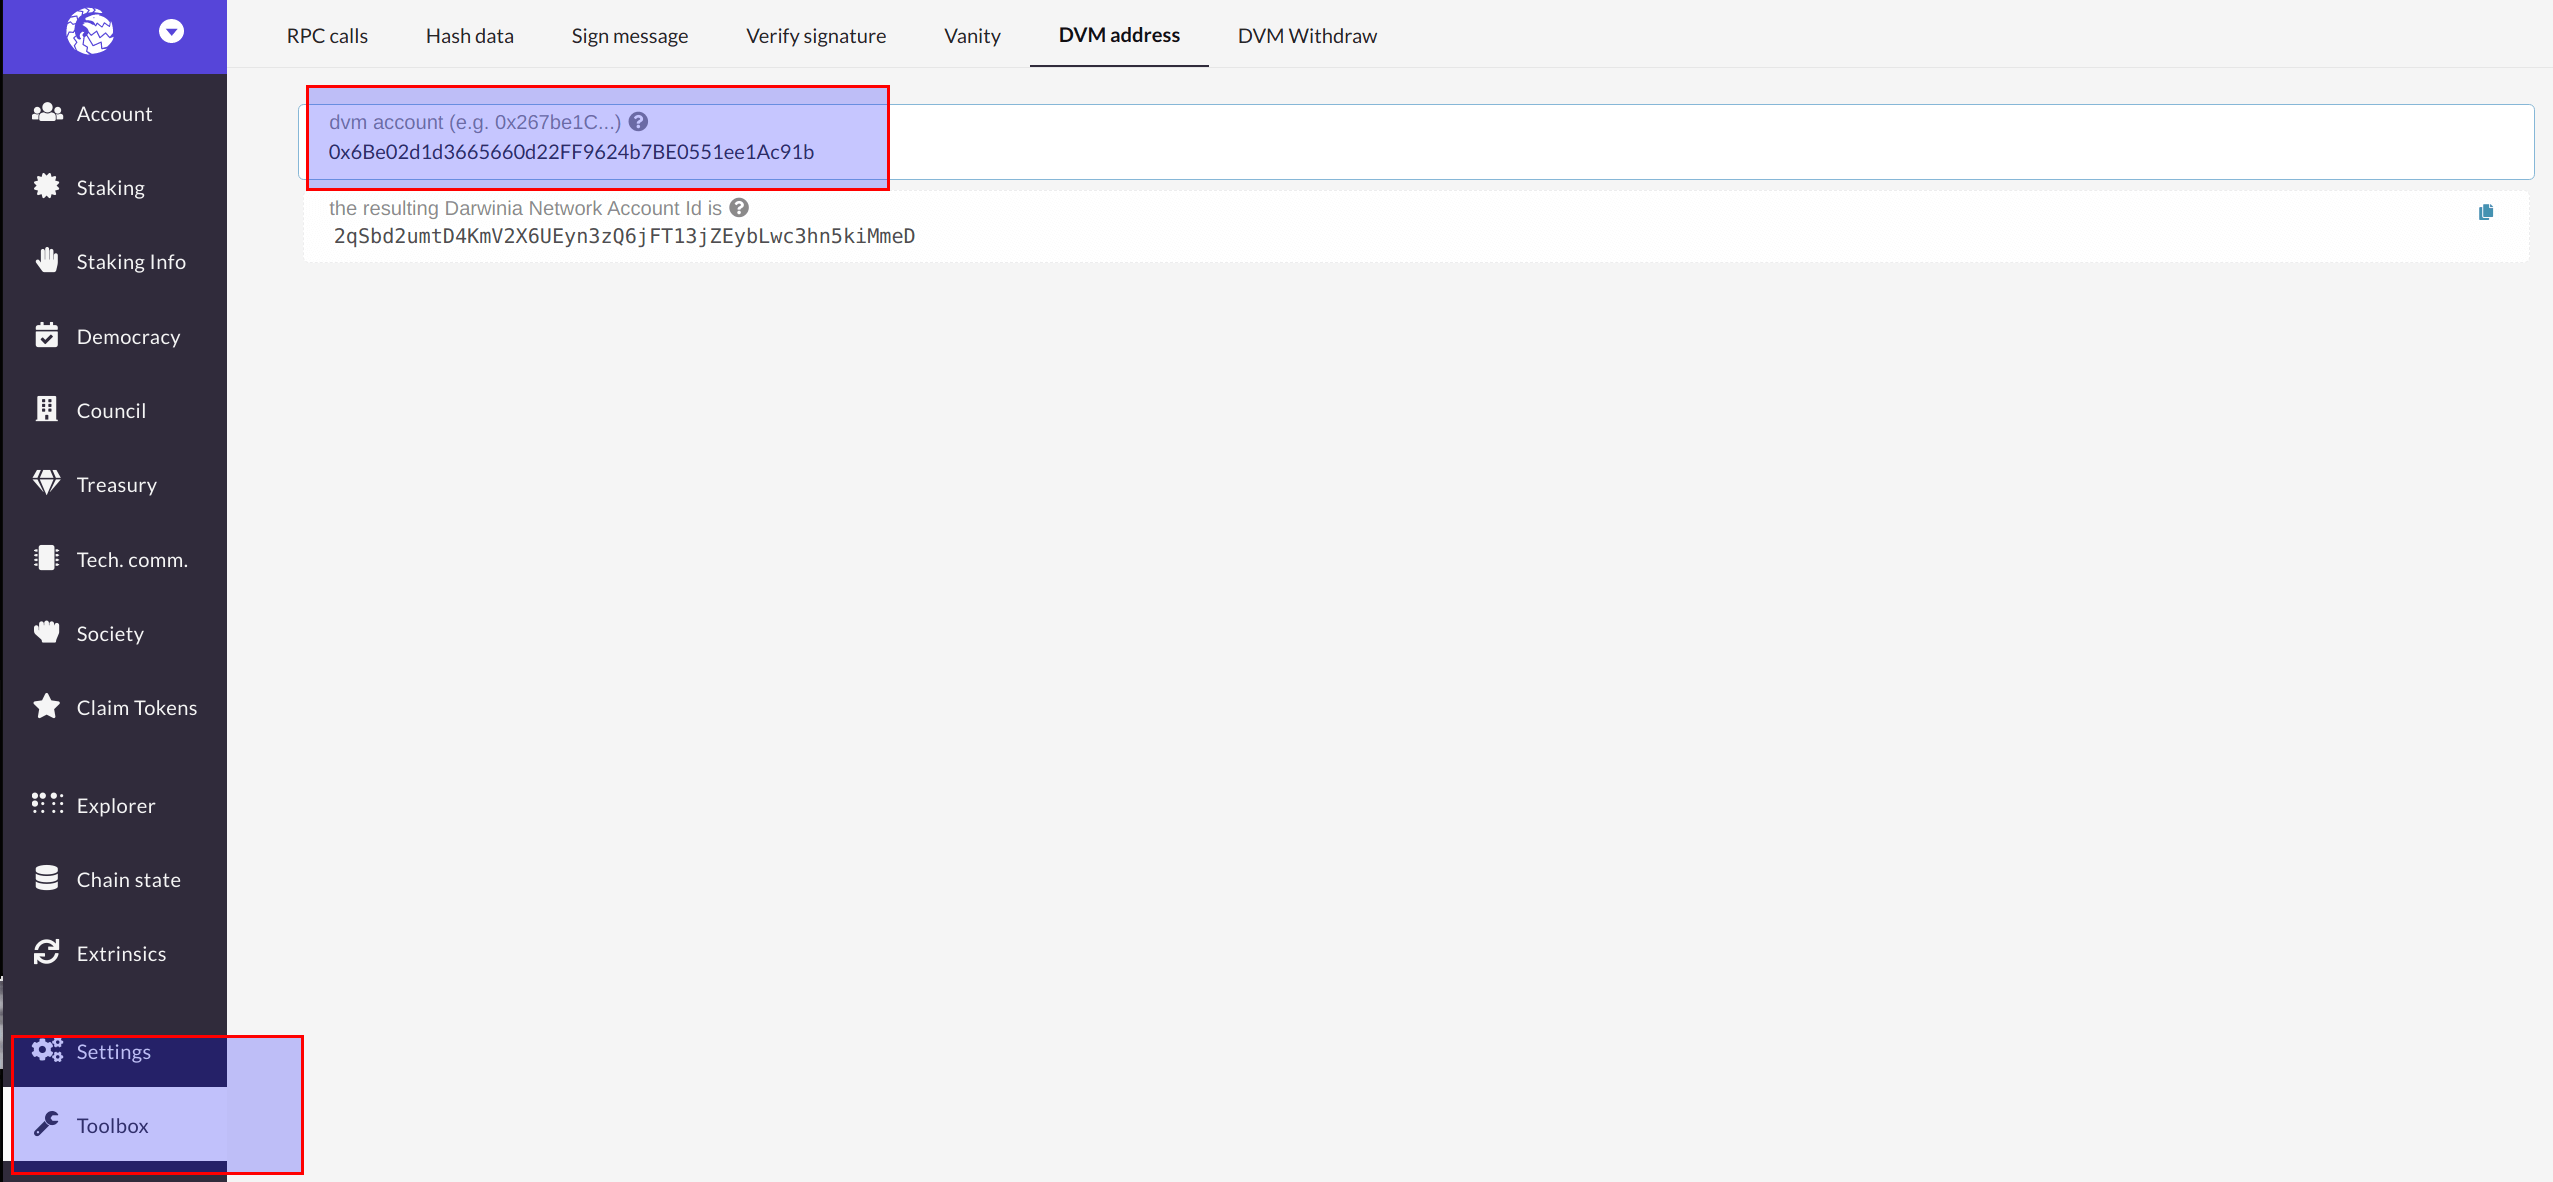 RPC calls
Hash data
Sign message
Verify signature
Vanity
DVM address
DVM Withdraw
Account
Staking
Staking Info
Democracy
Council
Treasury
Tech. comm.
Society
Claim Tokens
Explorer
Chain state
Extrinsics
Settings
Toolbox
dvm account (e.g. 0x267be1C...)
0x6Be02d1d3665660d22FF9624b7BE0551ee1Ac91b
the resulting Darwinia Network Account Id is
2qSbd2umtD4KmV2X6UEyn3zQ6jFT13jZEybLwc3hn5kiMmeD